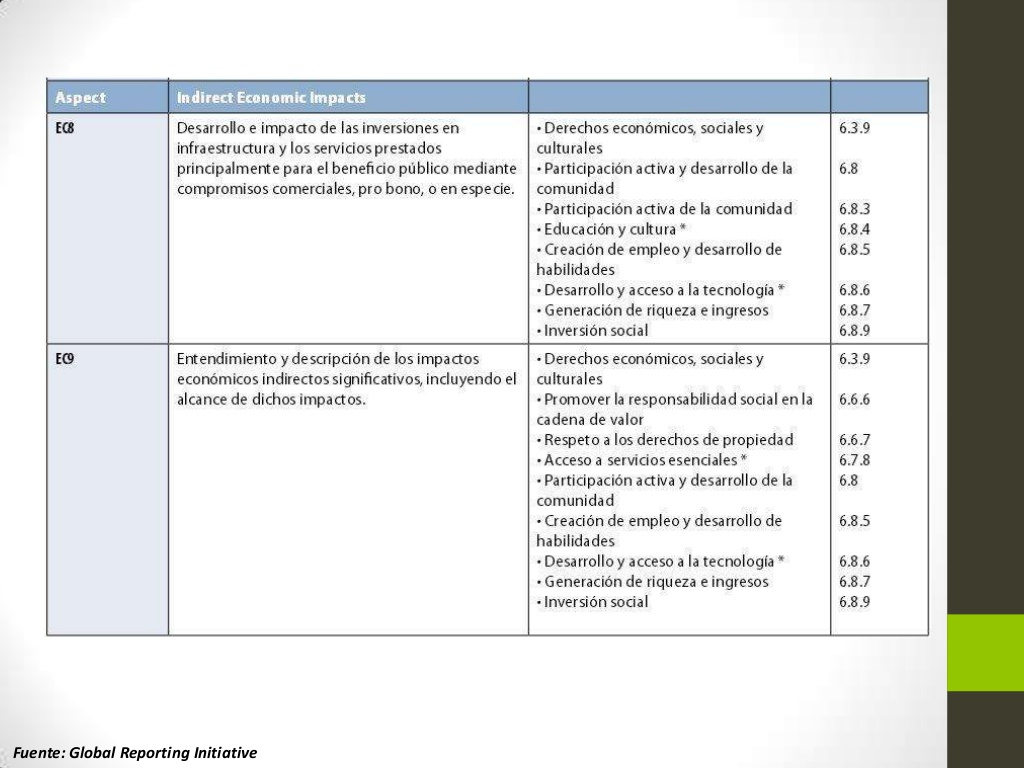 Aspect Indirect Economic Impacts
EC8 Desarrollo e impacto de las inversiones en • Derechos económicos, sociales y 6.3.9
infraestructura y los servicios prestados culturales
principalmente para el beneficio público mediante • Participación activa y desarrollo de la 6.8
compromisos comerciales, pro bono, o en especie. comunidad
• Participación activa de la comunidad 6.8.3
• Educación y cultura * 6.8.4
• Creación de empleo y desarrollo de 6.8.5
habilidades
• Desarrollo y acceso a la tecnología * 6.8.6
• Generación de riqueza e ingresos 6.8.7
• Inversión social 6.8.9
EC9 Entendimiento y descripción de los impactos • Derechos económicos, sociales y 6.3.9
económicos indirectos significativos, incluyendo el culturales
alcance de dichos impactos. • Promover la responsabilidad social en la 6.6.6
cadena de valor
• Respeto a los derechos de propiedad 6.6.7
• Acceso a servicios esenciales * 6.7.8
• Participación activa y desarrollo de la 6.8
comunidad
• Creación de empleo y desarrollo de 6.8.5
habilidades
• Desarrollo y acceso a la tecnología * 6.8.6
• Generación de riqueza e ingresos 6.8.7
• Inversión social 6.8.9
Fuente: Global Reporting Initiative